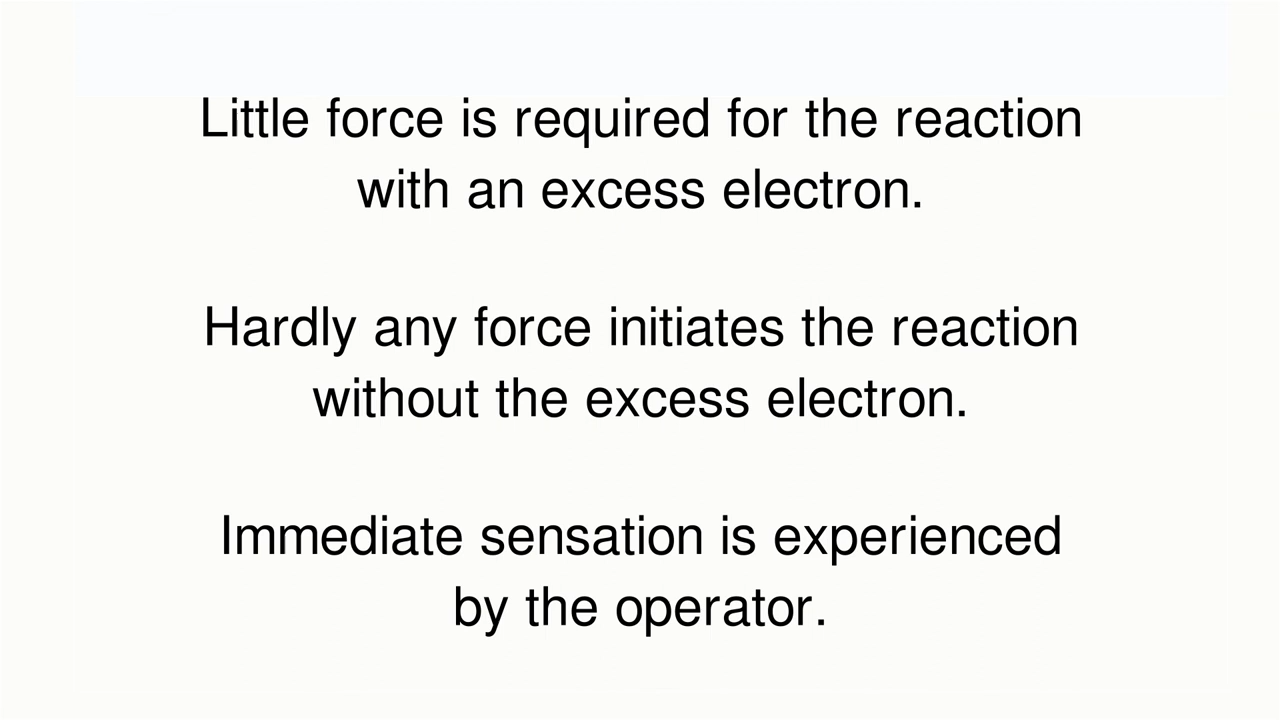 Little force is required for the reaction
with an excess electron.
Hardly any force initiates the reaction
without the excess electron.
Immediate sensation is experienced
by the operator.